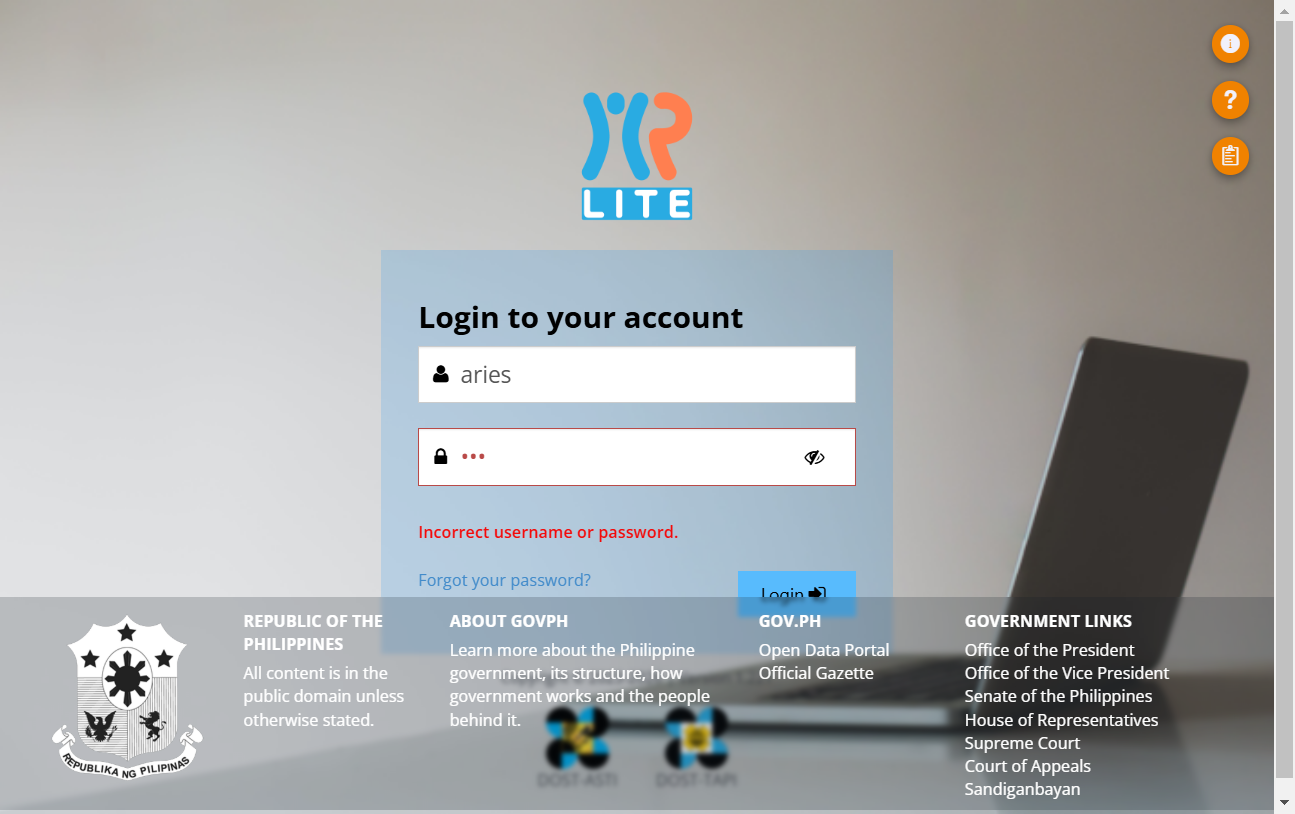 HR
LITE
Login to your account
aries
•••
Incorrect username or password.
Forgot your password?
Login
REPUBLIC OF THE
PHILIPPINES
All content is in the
public domain unless
otherwise stated.
ABOUT GOVPH
Learn more about the Philippine
government, its structure, how
government works and the people
behind it.
GOV.PH
Open Data Portal
Official Gazette
GOVERNMENT LINKS
Office of the President
Office of the Vice President
Senate of the Philippines
House of Representatives
Supreme Court
Court of Appeals
Sandiganbayan
REPUBLIKA NG PILIPINAS
DOST-ASTI
DOST-TAPI